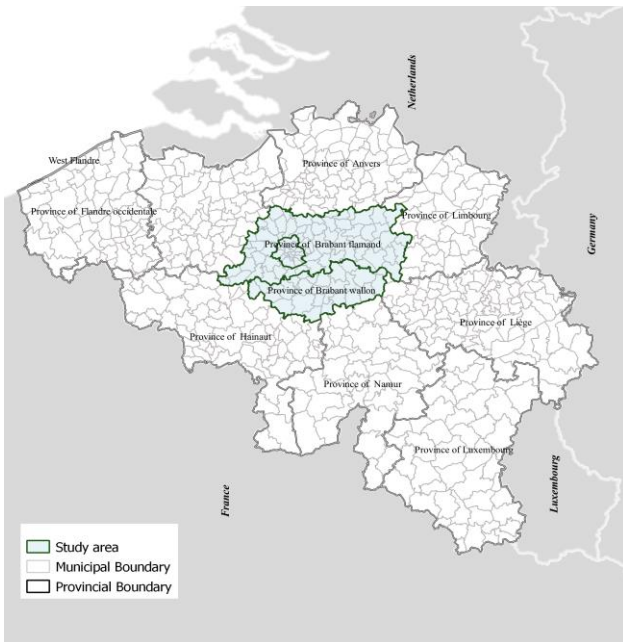 Netherlands
West Flandre
Province of Anvers
Province of Flandre occidentale
Province of Limbourg
Province of Brabant flamand
Germany
Province of Brabant wallon
Province of Liège
Province of Hainaut
Province of Namur
Province of Luxembourg
Luxembourg
France
Study area
Municipal Boundary
Provincial Boundary